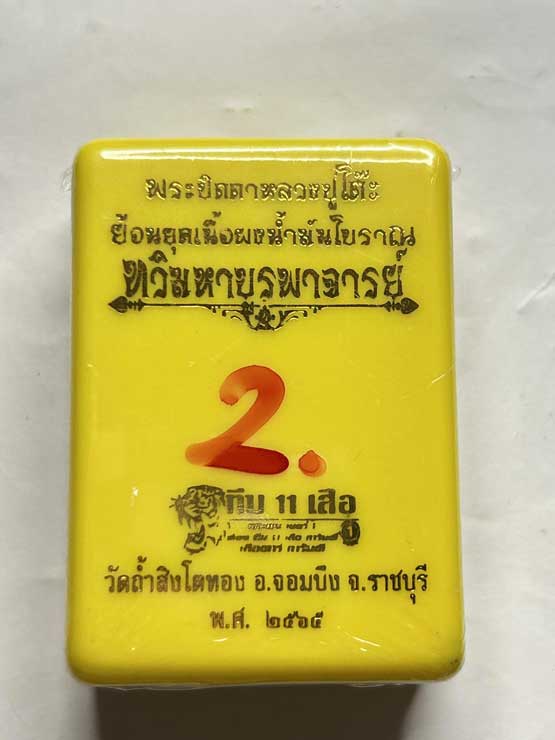 พระปิดตาหลวงปู่โต๊ะ
ย้อนยุคเนื้อผงน้ำมันโบราณ
ทวิมหาบูรพาจารย์
2.
ทีม 11 เสือ
วัดถ้ำสิงโตทอง อ.จอมบึง จ.ราชบุรี
พ.ศ. ๒๕๖๕